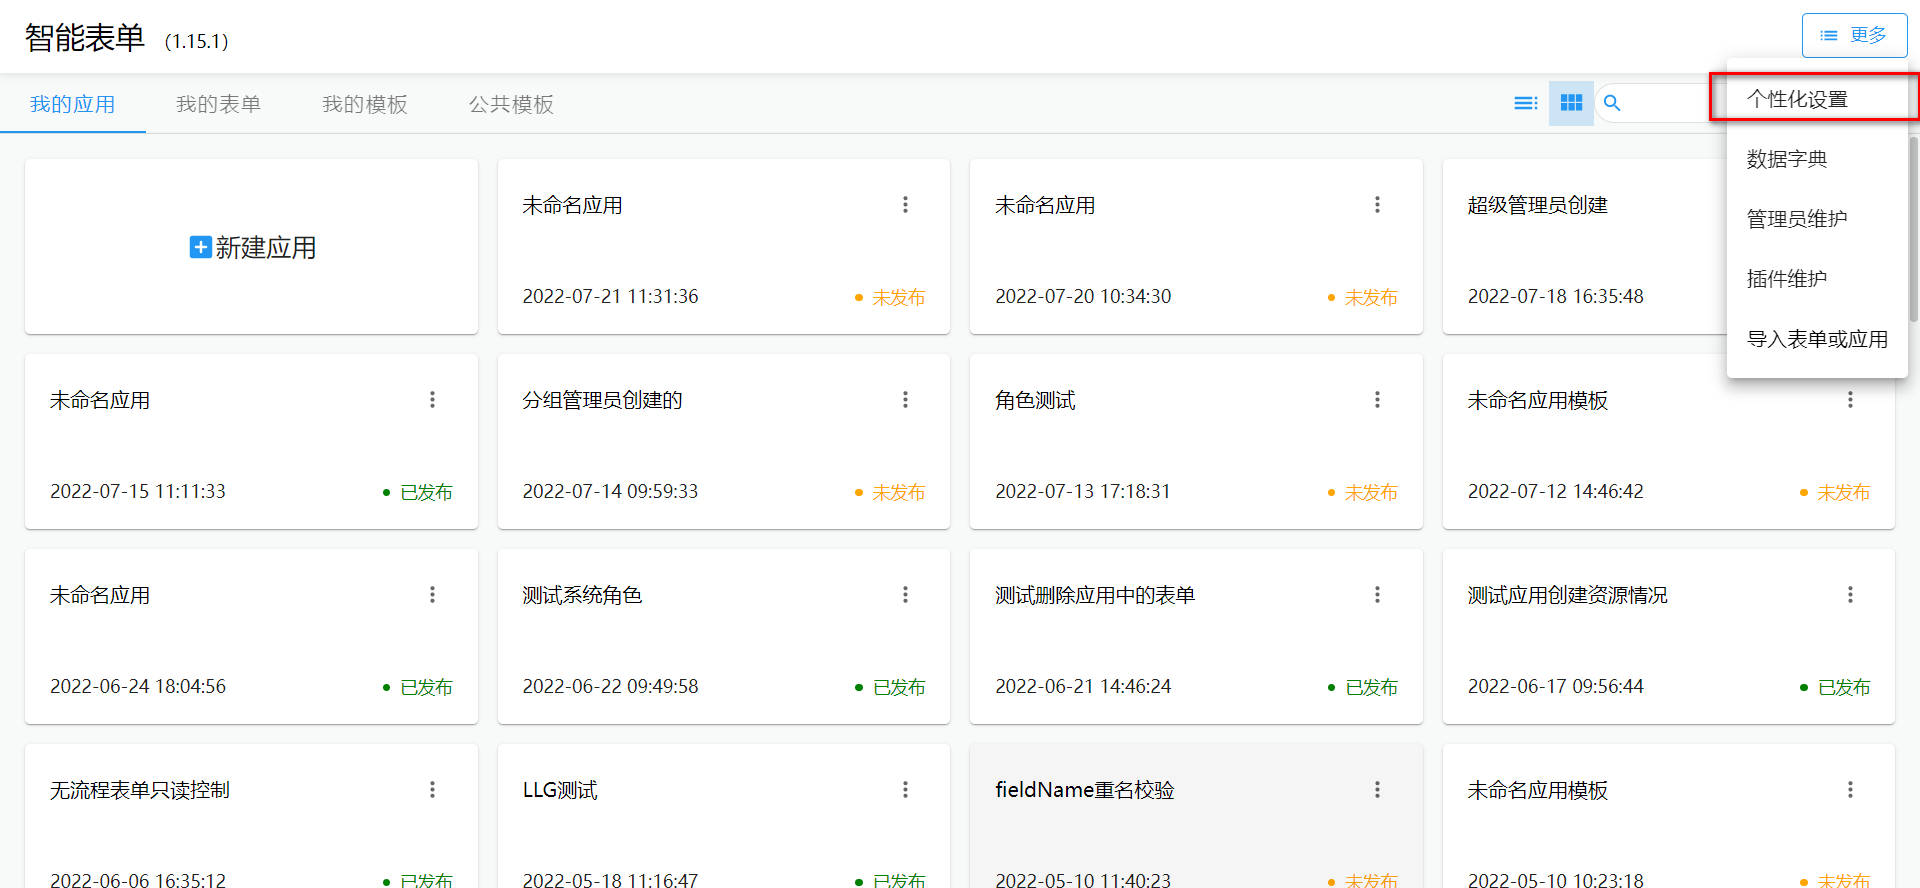 智能表单 (1.15.1)
更多
我的应用 我的表单 我的模板 公共模板
个性化设置
数据字典
管理员维护
插件维护
导入表单或应用
新建应用
未命名应用
2022-07-21 11:31:36 未发布
未命名应用
2022-07-20 10:34:30 未发布
超级管理员创建
2022-07-18 16:35:48
未命名应用
2022-07-15 11:11:33 已发布
分组管理员创建的
2022-07-14 09:59:33 未发布
角色测试
2022-07-13 17:18:31 未发布
未命名应用模板
2022-07-12 14:46:42 未发布
未命名应用
2022-06-24 18:04:56 已发布
测试系统角色
2022-06-22 09:49:58 已发布
测试删除应用中的表单
2022-06-21 14:46:24 已发布
测试应用创建资源情况
2022-06-17 09:56:44 已发布
无流程表单只读控制
2022-06-06 16:35:12 已发布
LLG测试
2022-05-18 11:16:47 已发布
fieldName重名校验
2022-05-10 11:40:23 未发布
未命名应用模板
2022-05-10 10:23:18 未发布